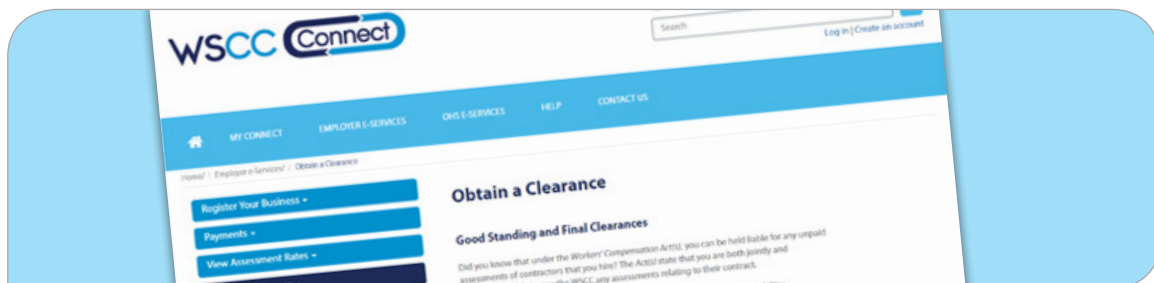 WSCC Connect
Search
Log in | Create an account
MY CONNECT EMPLOYER E-SERVICES OHS E-SERVICES HELP CONTACT US
Home/ / Employer e-Services/ / Obtain a Clearance
Register Your Business
Payments
View Assessment Rates
Obtain a Clearance
Good Standing and Final Clearances
Did you know that under the Workers' Compensation Act(s), you can be held liable for any unpaid
assessments of contractors that you hire? The Act(s) state that you are both jointly and
the WSCC any assessments relating to their contract.